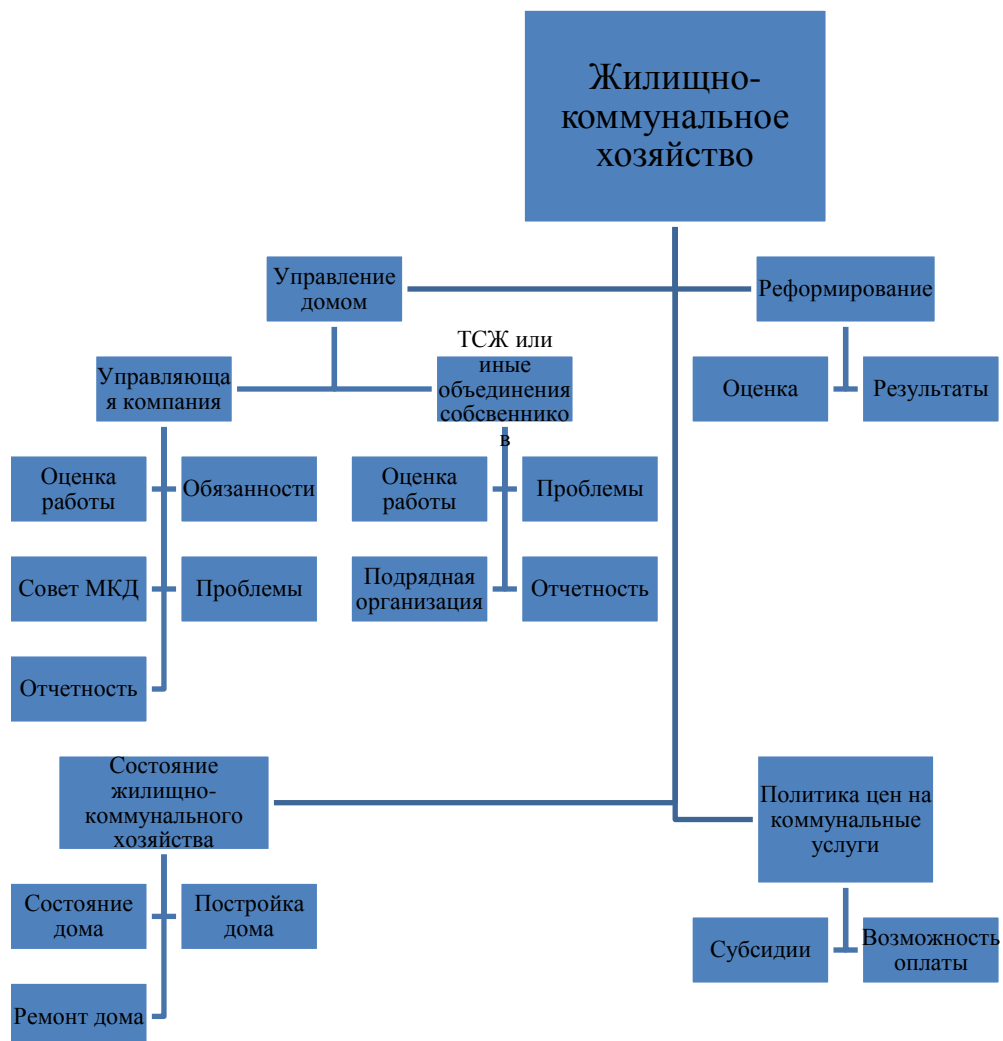 Жилищно-
коммунальное
хозяйство
Управление
домом
Реформирование
Управляюща
я компания
ТСЖ или
иные
объединения
собсвеннико
в
Оценка
Результаты
Оценка
работы
Обязанности
Оценка
работы
Проблемы
Совет МКД
Проблемы
Подрядная
организация
Отчетность
Отчетность
Состояние
жилищно-
коммунального
хозяйства
Политика цен на
коммунальные
услуги
Состояние
дома
Постройка
дома
Субсидии
Возможность
оплаты
Ремонт дома